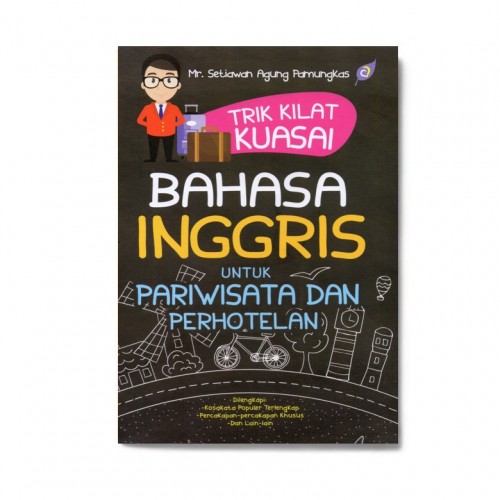 Mr. Setiawan Agung Pamungkas
TRIK KILAT
KUASAI
BAHASA
INGGRIS
UNTUK
PARIWISATA DAN
PERHOTELAN
Dilengkapi:
-Kosakata Populer Terlengkap
-Percakapan-percakapan Khusus
-Dan Lain-lain